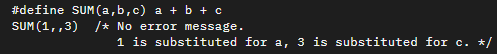 #define SUM(a,b,c) a + b + c
SUM(1,,3)  /* No error message.
              1 is substituted for a, 3 is substituted for c. */